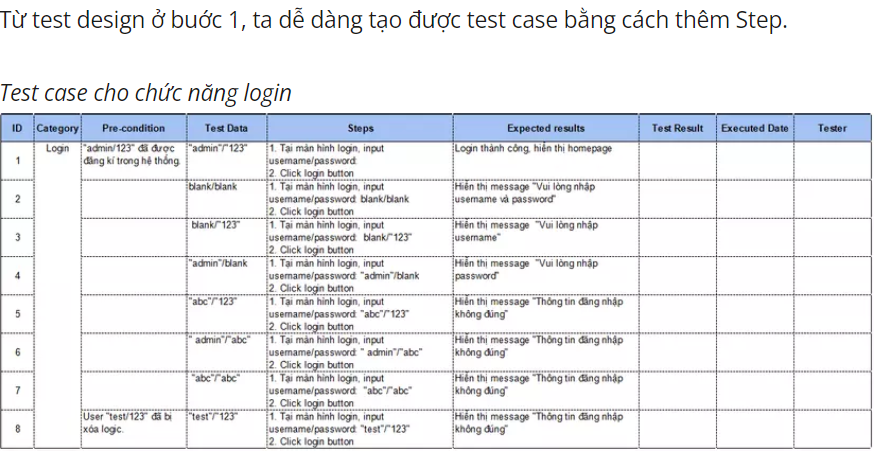 Từ test design ở bước 1, ta dễ dàng tạo được test case bằng cách thêm Step.
Test case cho chức năng login
ID Category Pre-condition Test Data Steps Expected results Test Result Executed Date Tester
1 Login "admin/123" đã được đăng kí trong hệ thống. "admin"/"123" 1. Tại màn hình login, input Login thành công, hiển thị homepage
username/password:
2. Click login button
2 blank/blank 1. Tại màn hình login, input Hiển thị message "Vui lòng nhập
username/password: blank/blank username và password"
2. Click login button
3 blank/"123" 1. Tại màn hình login, input Hiển thị message "Vui lòng nhập
username/password: blank/"123" username"
2. Click login button
4 "admin"/blank 1. Tại màn hình login, input Hiển thị message "Vui lòng nhập
username/password: "admin"/blank password"
2. Click login button
5 "abc"/"123" 1. Tại màn hình login, input Hiển thị message "Thông tin đăng nhập
username/password: "abc"/"123" không đúng"
2. Click login button
6 " admin"/"abc" 1. Tại màn hình login, input Hiển thị message "Thông tin đăng nhập
username/password: " admin"/"abc" không đúng"
2. Click login button
7 "abc"/"abc" 1. Tại màn hình login, input Hiển thị message "Thông tin đăng nhập
username/password: "abc"/"abc" không đúng"
2. Click login button
8 User "test/123" đã bị xóa logic. "test"/"123" 1. Tại màn hình login, input Hiển thị message "Thông tin đăng nhập
username/password: "test"/"123" không đúng"
2. Click login button